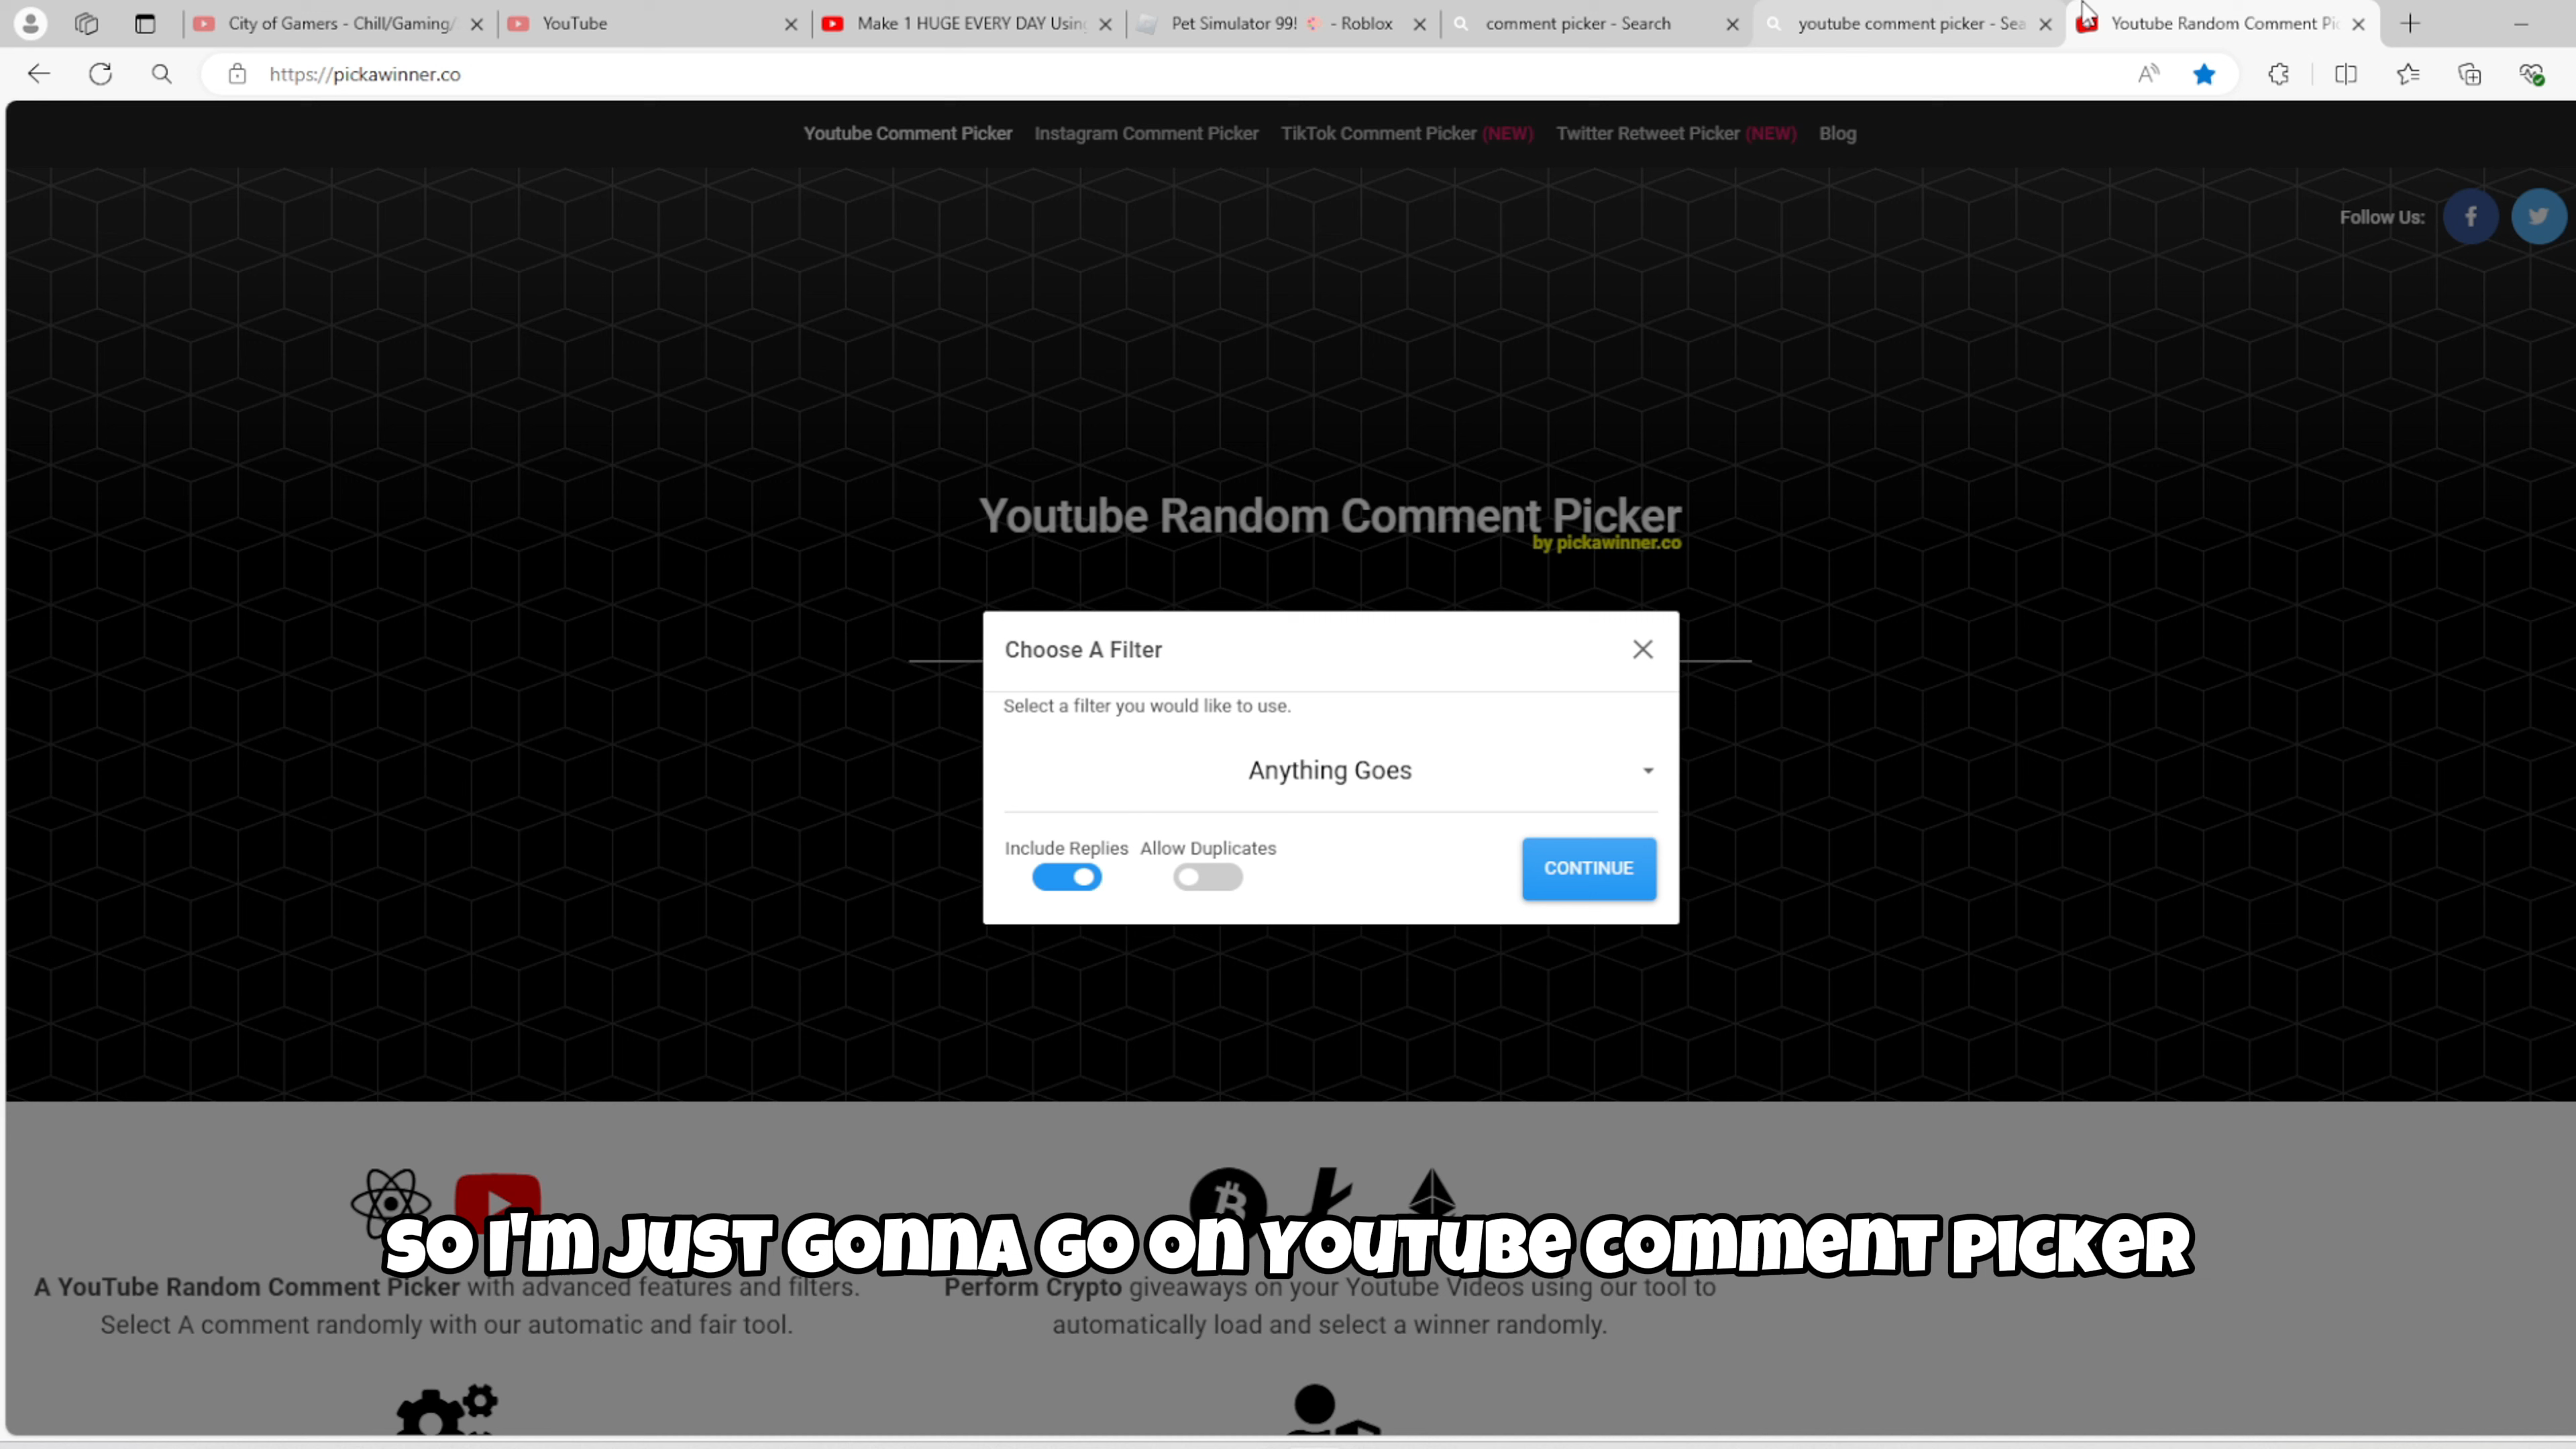 City of Gamers - Chill/Gaming/
YouTube
Make 1 HUGE EVERY DAY Usin
Pet Simulator 99! - Roblox
comment picker - Search
youtube comment picker - Sea
Youtube Random Comment Pic
https://pickawinner.co
Youtube Comment Picker
Instagram Comment Picker
TikTok Comment Picker (NEW)
Twitter Retweet Picker (NEW)
Blog
Follow Us:
Youtube Random Comment Picker
by pickawinner.co
Choose A Filter
Select a filter you would like to use.
Anything Goes
Include Replies
Allow Duplicates
CONTINUE
so i'm just gonna go on youtube comment picker
A YouTube Random Comment Picker with advanced features and filters.
Select A comment randomly with our automatic and fair tool.
Perform Crypto giveaways on your Youtube Videos using our tool to
automatically load and select a winner randomly.